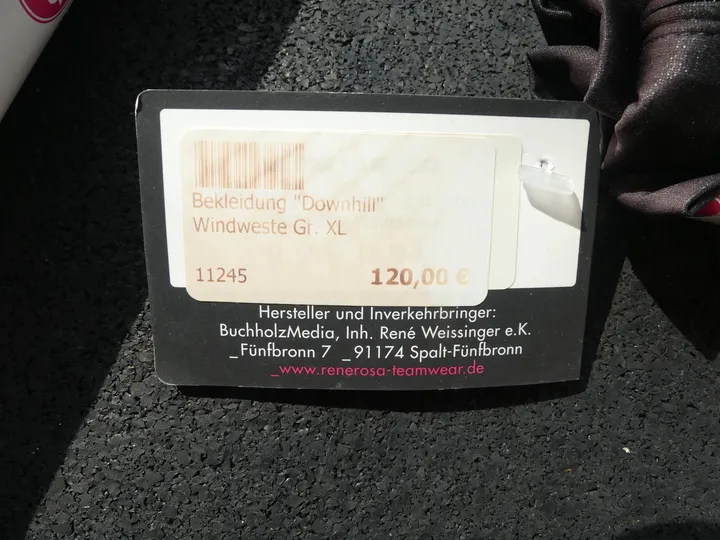 Bekleidung "Downhill"
Windweste Gr. XL
11245 120,00 €
Hersteller und Inverkehrbringer:
BuchholzMedia, Inh. René Weissinger e.K.
_Fünfbronn 7 _91174 Spalt-Fünfbronn
_www.renerosa-teamwear.de